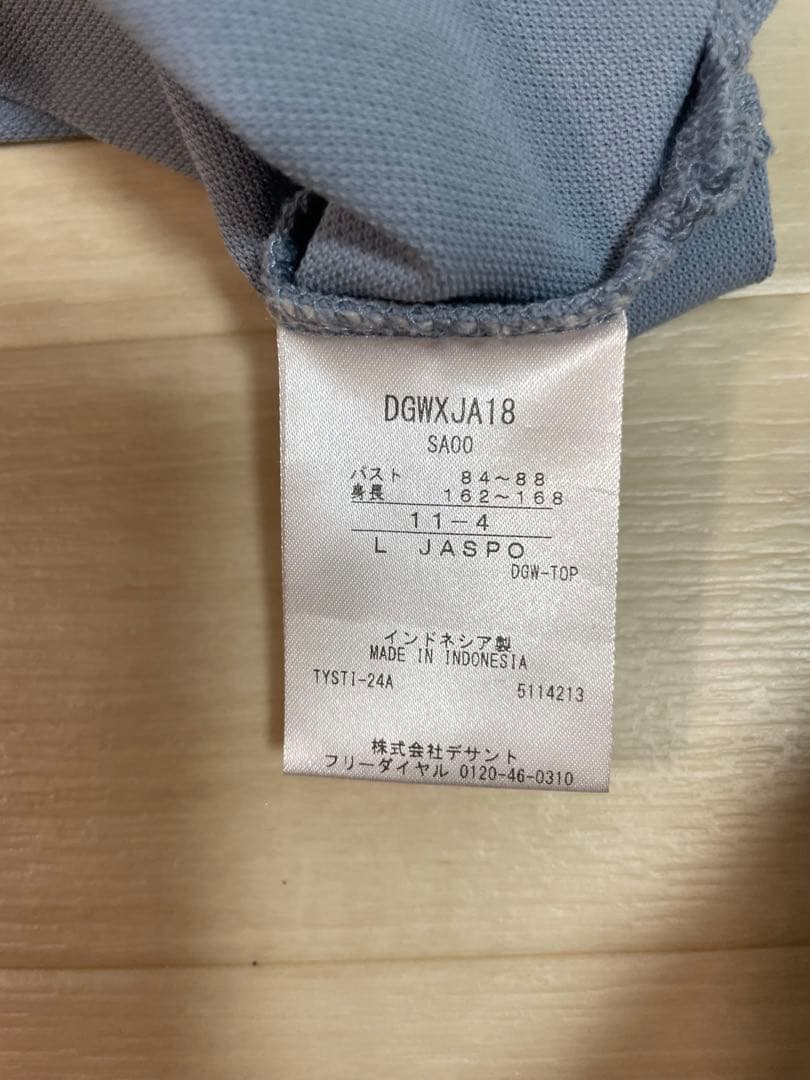 DGWXJA18
SA00
バスト 84～88
身長 162～168
11-4
L JASPO
DGW-TOP
インドネシア製
MADE IN INDONESIA
TYSTI-24A 5114213
株式会社デサント
フリーダイヤル 0120-46-0310